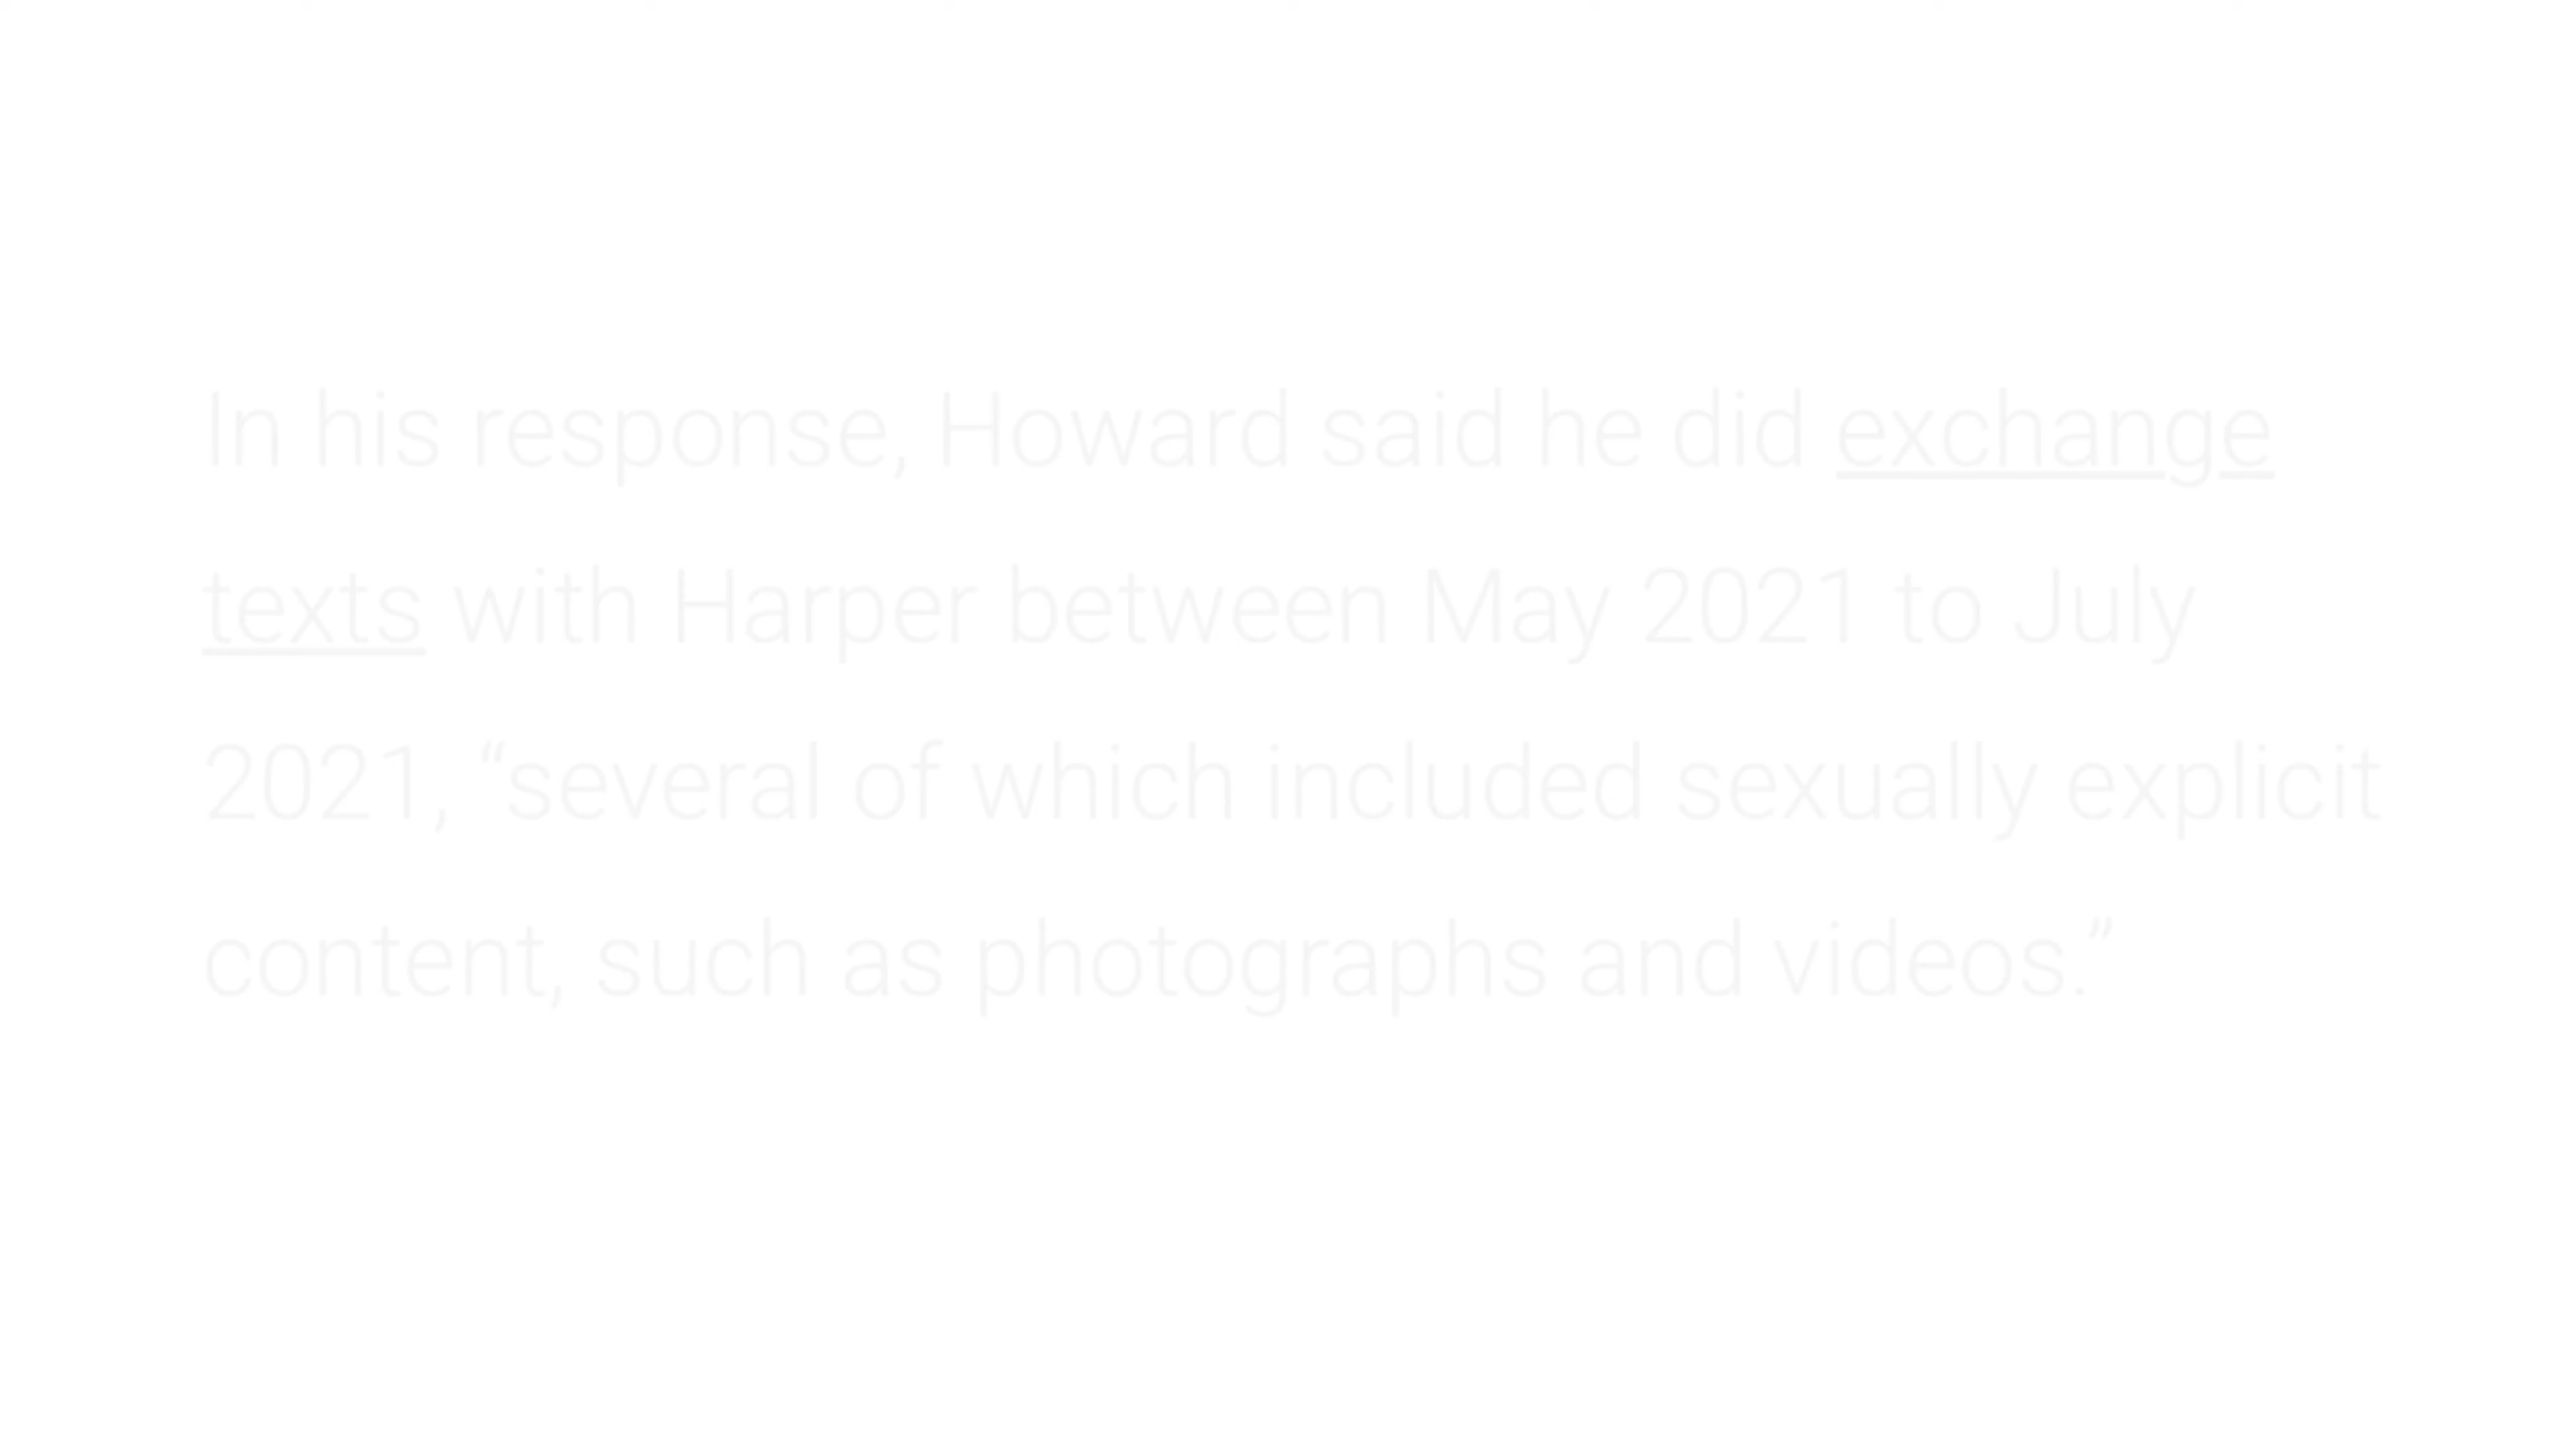 In his response, Howard said he did exchange
texts with Harper between May 2021 to July
2021, “several of which included sexually explicit
content, such as photographs and videos.”